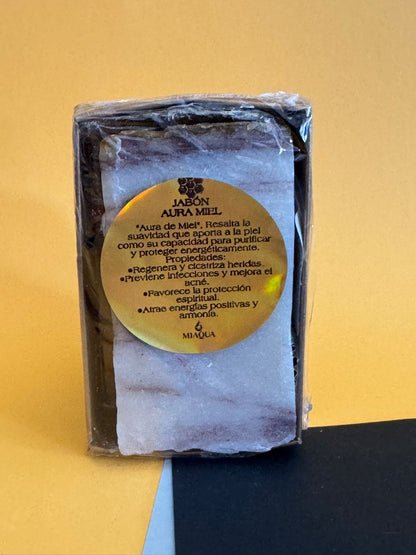 JABÓN
AURA MIEL
"Aura de Miel", Resalta la
suavidad que aporta a la piel
como su capacidad para purificar
y proteger energéticamente.
Propiedades:
●Regenera y cicatriza heridas.
●Previene infecciones y mejora el
acné.
●Favorece la protección
espiritual.
●Atrae energías positivas y
armonía.
MIAQUA